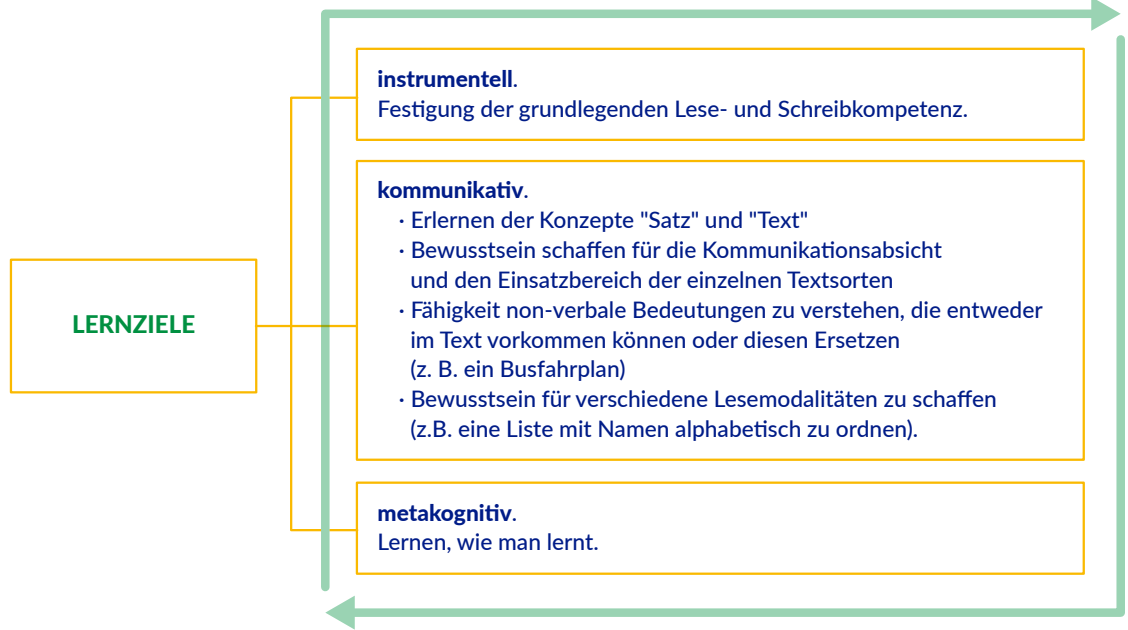 LERNZIELE
instrumentell.
Festigung der grundlegenden Lese- und Schreibkompetenz.
kommunikativ.
· Erlernen der Konzepte "Satz" und "Text"
· Bewusstsein schaffen für die Kommunikationsabsicht
und den Einsatzbereich der einzelnen Textsorten
· Fähigkeit non-verbale Bedeutungen zu verstehen, die entweder
im Text vorkommen können oder diesen Ersetzen
(z. B. ein Busfahrplan)
· Bewusstsein für verschiedene Lesemodalitäten zu schaffen
(z.B. eine Liste mit Namen alphabetisch zu ordnen).
metakognitiv.
Lernen, wie man lernt.